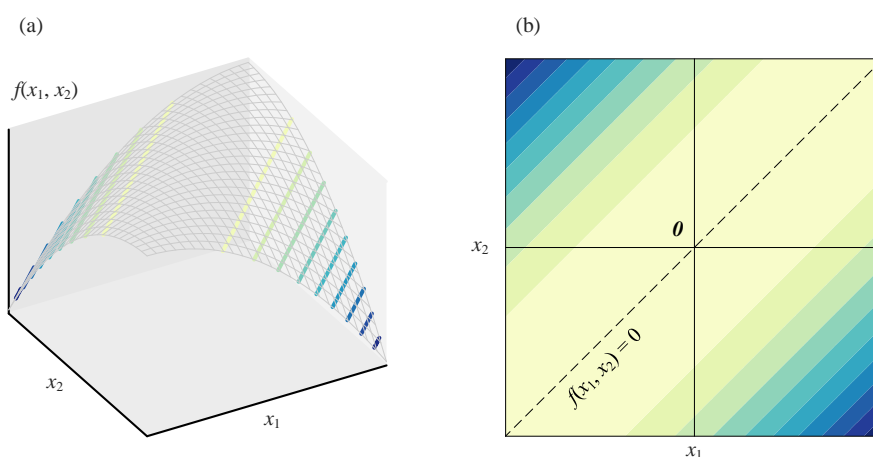 (a)
(b)
f(x₁, x₂)
x₂
x₁
0
x₂
f(x₁, x₂) = 0
x₁